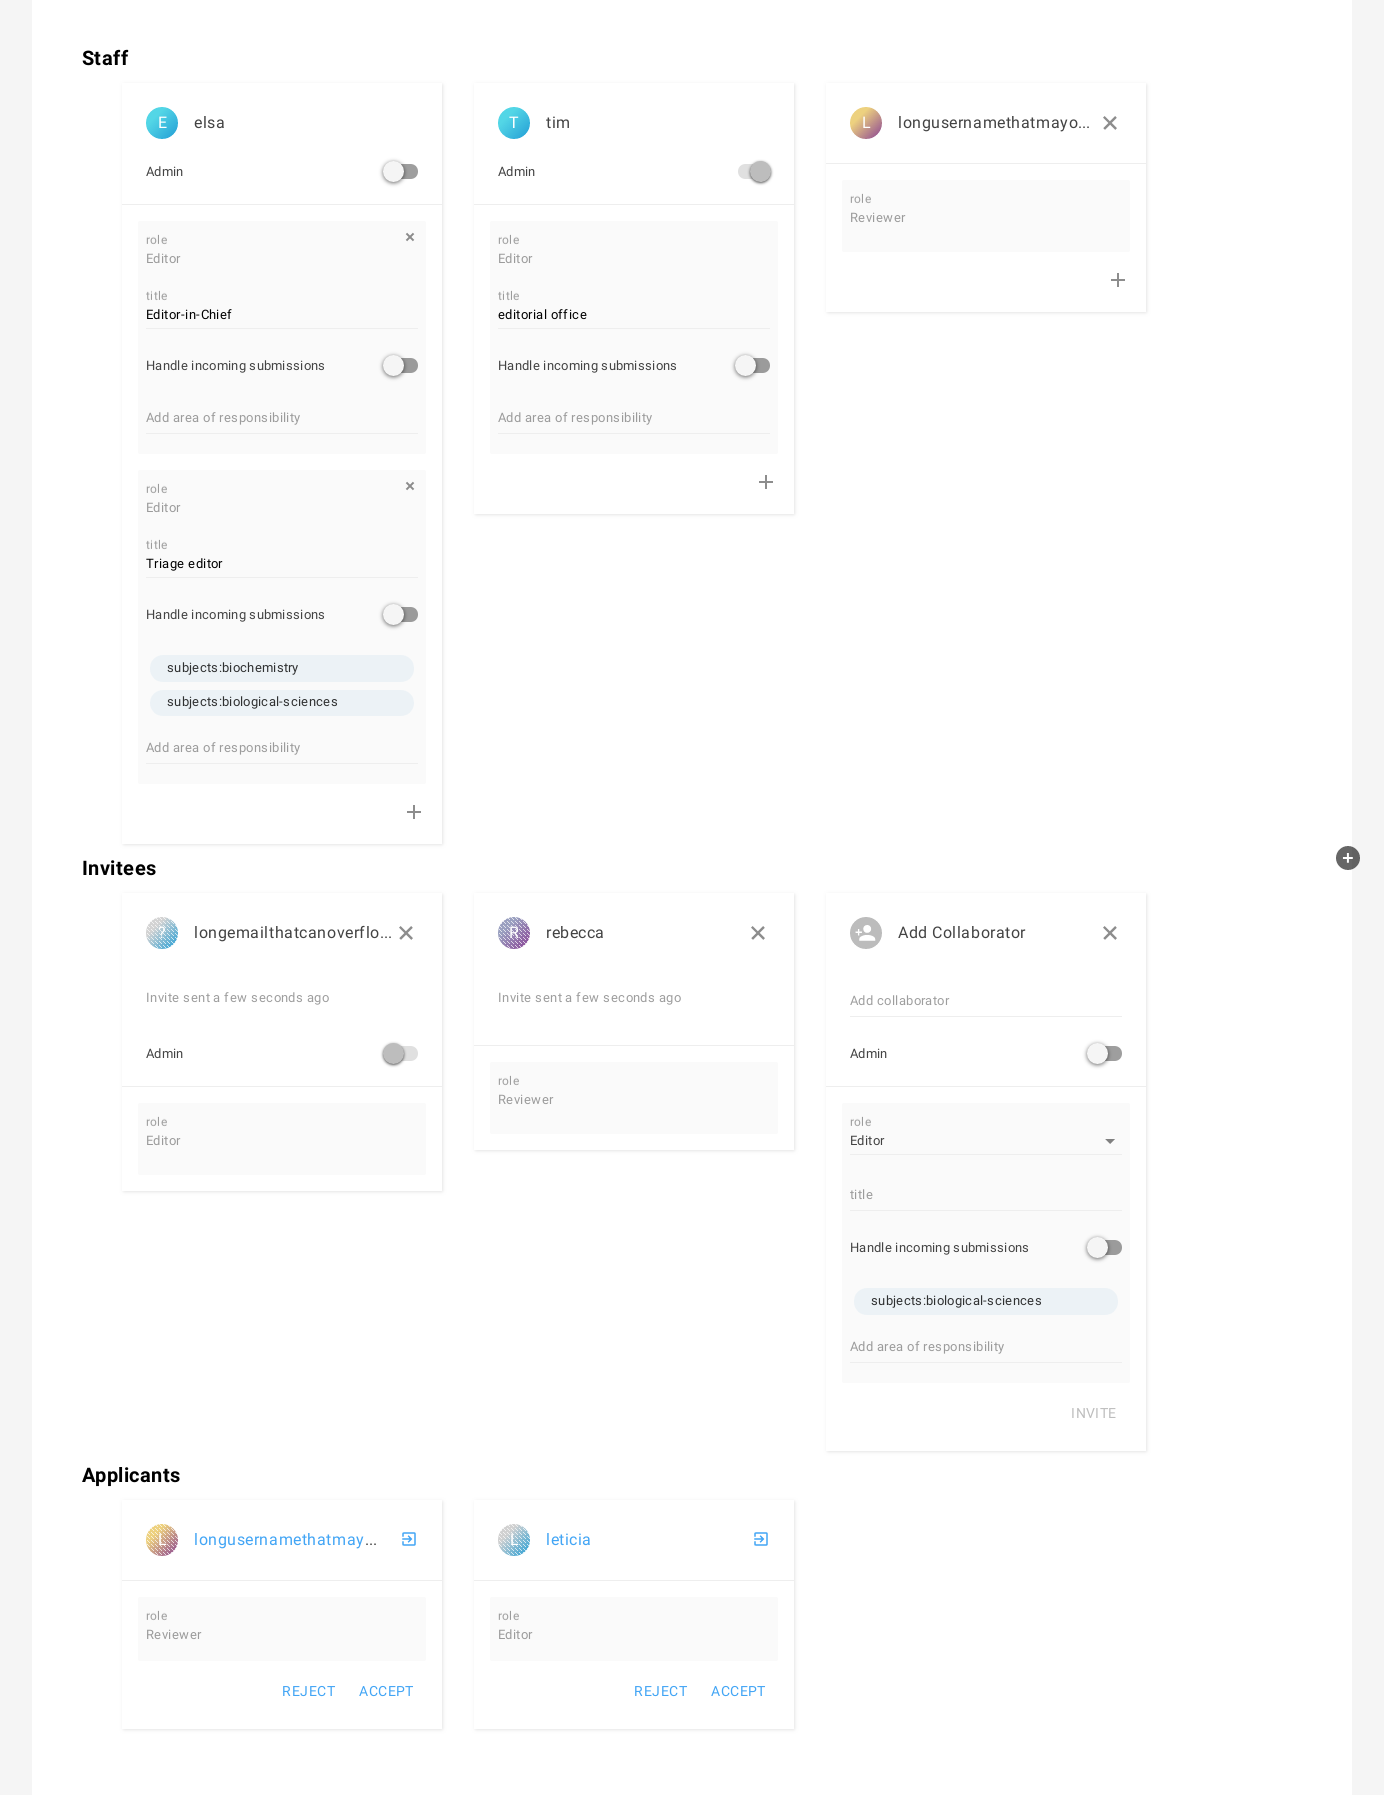 Staff
E elsa
Admin
role
Editor
title
Editor-in-Chief
Handle incoming submissions
Add area of responsibility
role
Editor
title
Triage editor
Handle incoming submissions
subjects:biochemistry
subjects:biological-sciences
Add area of responsibility
T tim
Admin
role
Editor
title
editorial office
Handle incoming submissions
Add area of responsibility
L longusernamethatmayo...
role
Reviewer
Invitees
? longemailthatcanoverflo...
Invite sent a few seconds ago
Admin
role
Editor
R rebecca
Invite sent a few seconds ago
role
Reviewer
Add Collaborator
Add collaborator
Admin
role
Editor
title
Handle incoming submissions
subjects:biological-sciences
Add area of responsibility
INVITE
Applicants
L longusernamethatmay...
role
Reviewer
REJECT ACCEPT
L leticia
role
Editor
REJECT ACCEPT